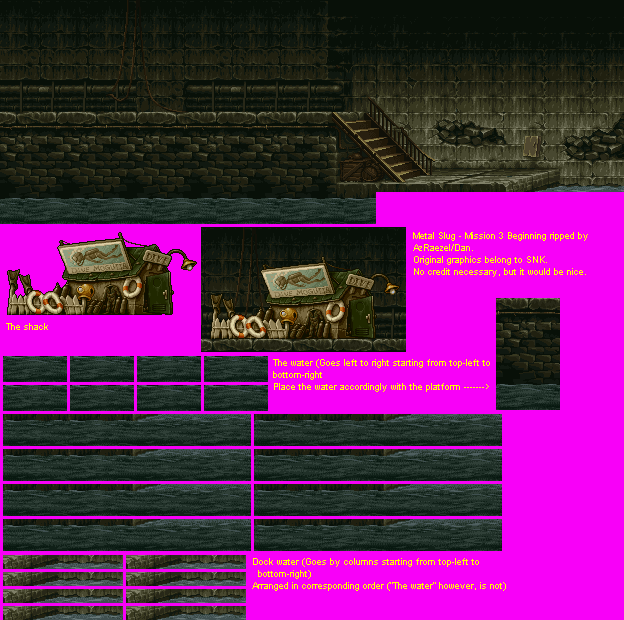 Metal Slug - Mission 3 Beginning ripped by
AzRaezel/Dan.
Original graphics belong to SNK.
No credit necessary, but it would be nice.
DIVE
DIVE
The shack
The water (Goes left to right starting from top-left to
bottom-right
Place the water accordingly with the platform ------->
Dock water (Goes by columns starting from top-left to
bottom-right)
Arranged in corresponding order ("The water" however, is not)